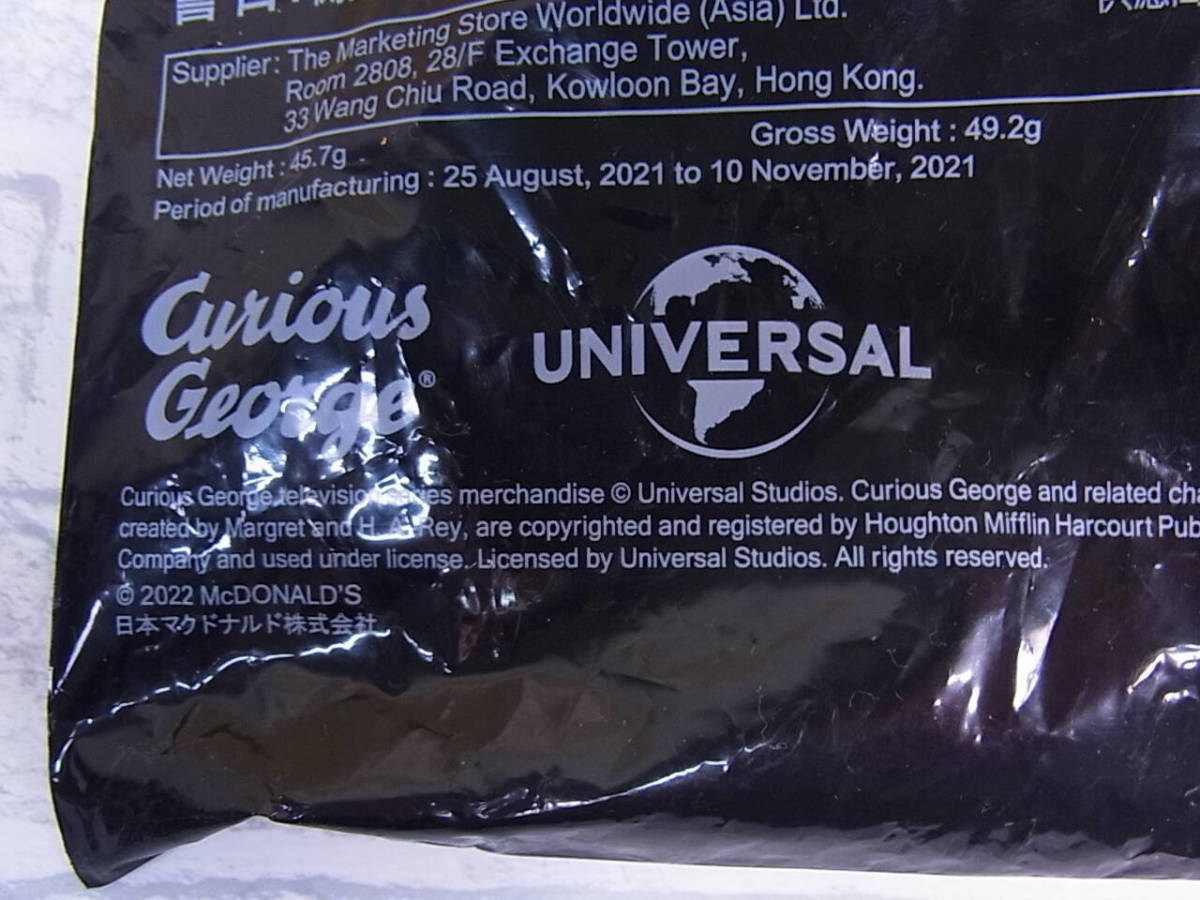 Supplier: The Marketing Store Worldwide (Asia) Ltd.
Room 2808, 28/F Exchange Tower,
33 Wang Chiu Road, Kowloon Bay, Hong Kong.
Net Weight : 45.7g
Gross Weight : 49.2g
Period of manufacturing : 25 August, 2021 to 10 November, 2021
Curious
George®
UNIVERSAL
Curious George television series merchandise © Universal Studios. Curious George and related
created by Margret and H. A. Rey, are copyrighted and registered by Houghton Mifflin Harcourt
Company and used under license. Licensed by Universal Studios. All rights reserved.
© 2022 McDONALD'S
日本マクドナルド株式会社